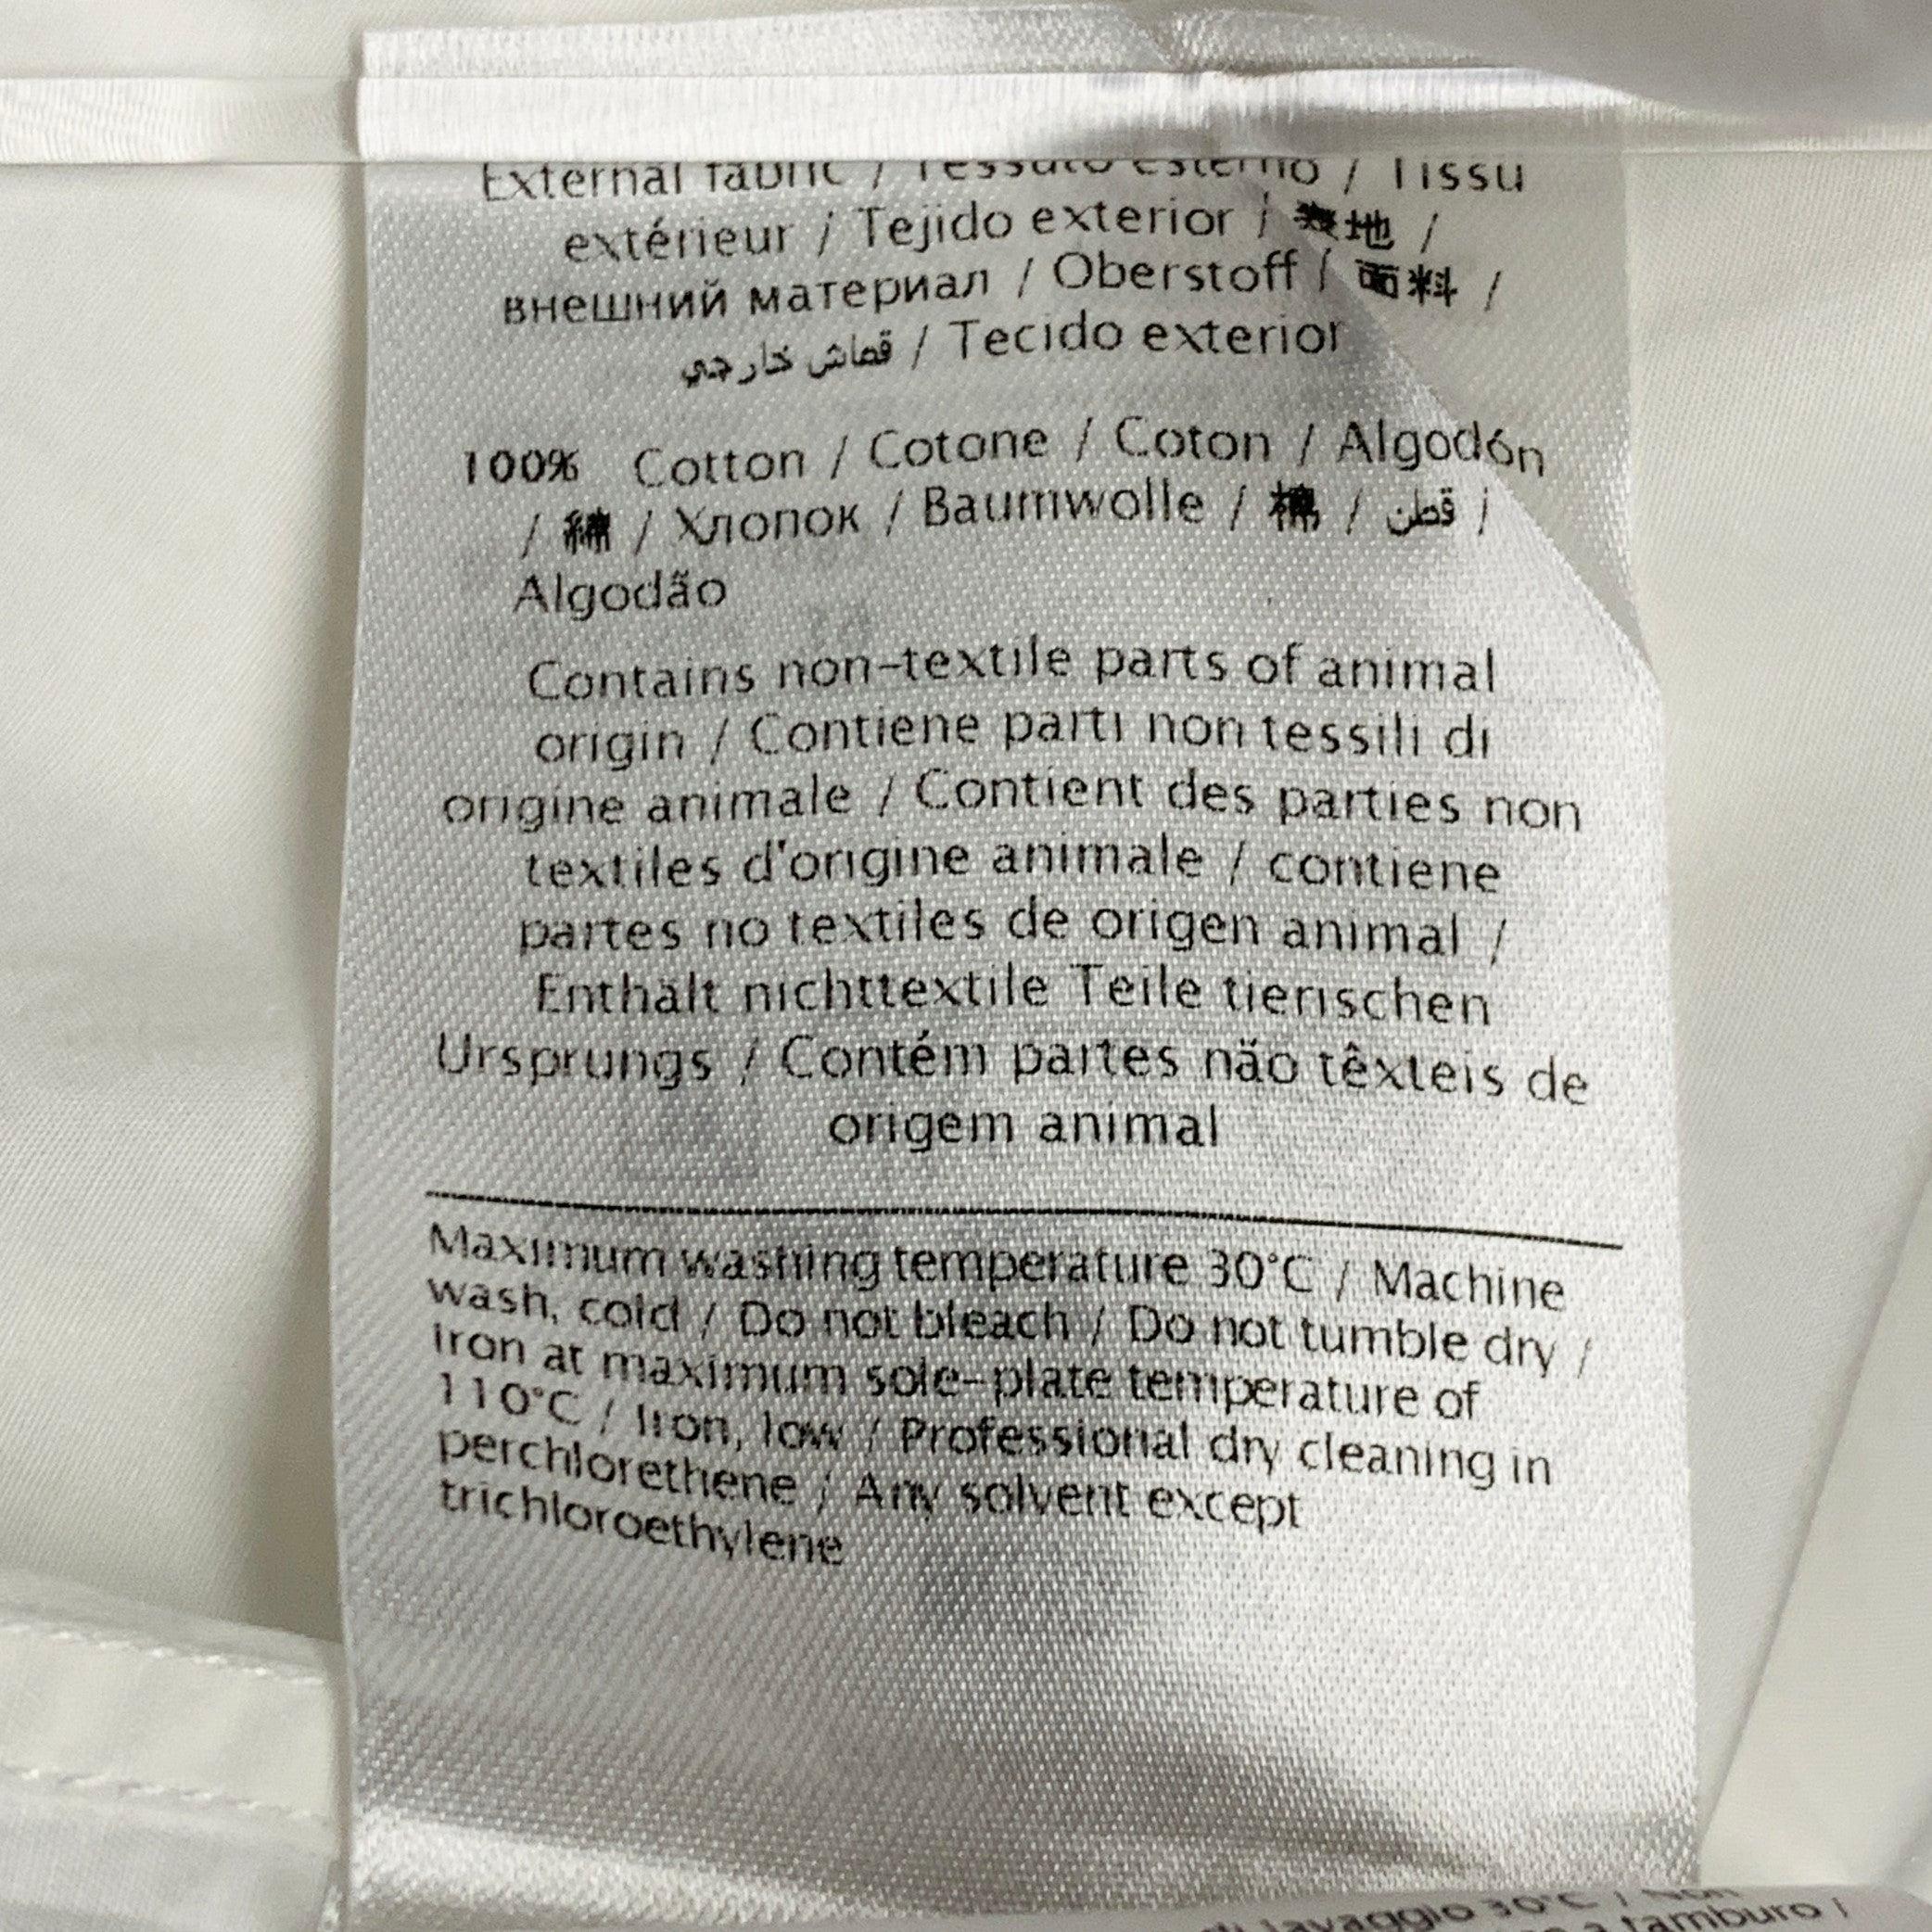 External fabric / Tessuto esterno / Tissu
extérieur / Tejido exterior / 表地 /
внешний материал / Oberstoff / 面料 /
قماش خارجي / Tecido exterior
100% Cotton / Cotone / Coton / Algodón
/ 綿 / Хлопок / Baumwolle / 棉 / قطن /
Algodão
Contains non-textile parts of animal
origin / Contiene parti non tessili di
origine animale / Contient des parties non
textiles d'origine animale / contiene
partes no textiles de origen animal /
Enthält nichttextile Teile tierischen
Ursprungs / Contém partes não têxteis de
origem animal
Maximum washing temperature 30°C / Machine
wash, cold / Do not bleach / Do not tumble dry /
Iron at maximum sole-plate temperature of
110°C / Iron, low / Professional dry cleaning in
perchlorethene / Any solvent except
trichloroethylene
di lavaggio 30°C / Non
a tamburo /